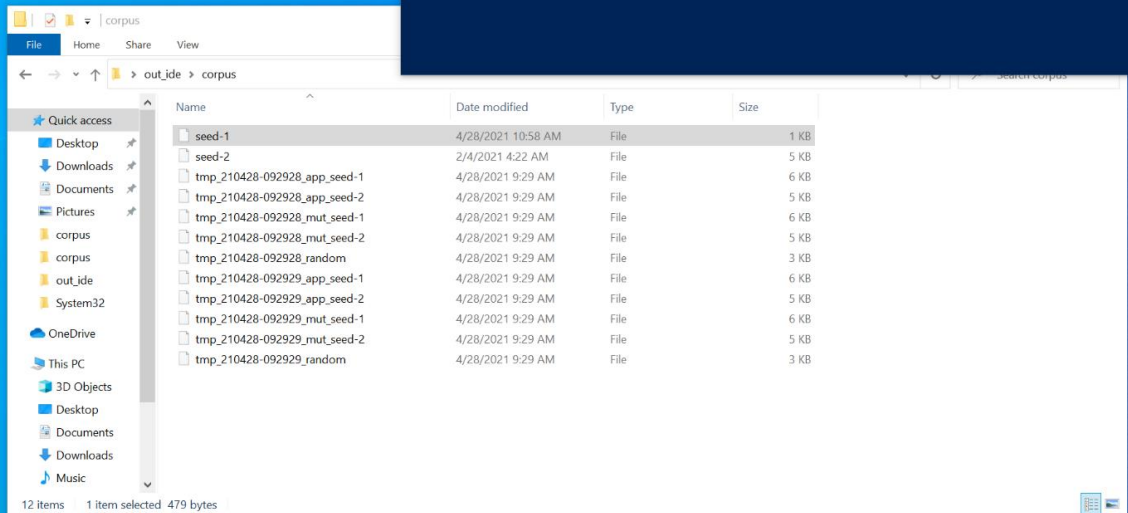 corpus
File Home Share View
out_ide > corpus
Search corpus
Name Date modified Type Size
Quick access
Desktop
Downloads
Documents
Pictures
corpus
corpus
out_ide
System32
OneDrive
This PC
3D Objects
Desktop
Documents
Downloads
Music
seed-1 4/28/2021 10:58 AM File 1 KB
seed-2 2/4/2021 4:22 AM File 5 KB
tmp_210428-092928_app_seed-1 4/28/2021 9:29 AM File 6 KB
tmp_210428-092928_app_seed-2 4/28/2021 9:29 AM File 5 KB
tmp_210428-092928_mut_seed-1 4/28/2021 9:29 AM File 6 KB
tmp_210428-092928_mut_seed-2 4/28/2021 9:29 AM File 5 KB
tmp_210428-092928_random 4/28/2021 9:29 AM File 3 KB
tmp_210428-092929_app_seed-1 4/28/2021 9:29 AM File 6 KB
tmp_210428-092929_app_seed-2 4/28/2021 9:29 AM File 5 KB
tmp_210428-092929_mut_seed-1 4/28/2021 9:29 AM File 6 KB
tmp_210428-092929_mut_seed-2 4/28/2021 9:29 AM File 5 KB
tmp_210428-092929_random 4/28/2021 9:29 AM File 3 KB
12 items 1 item selected 479 bytes